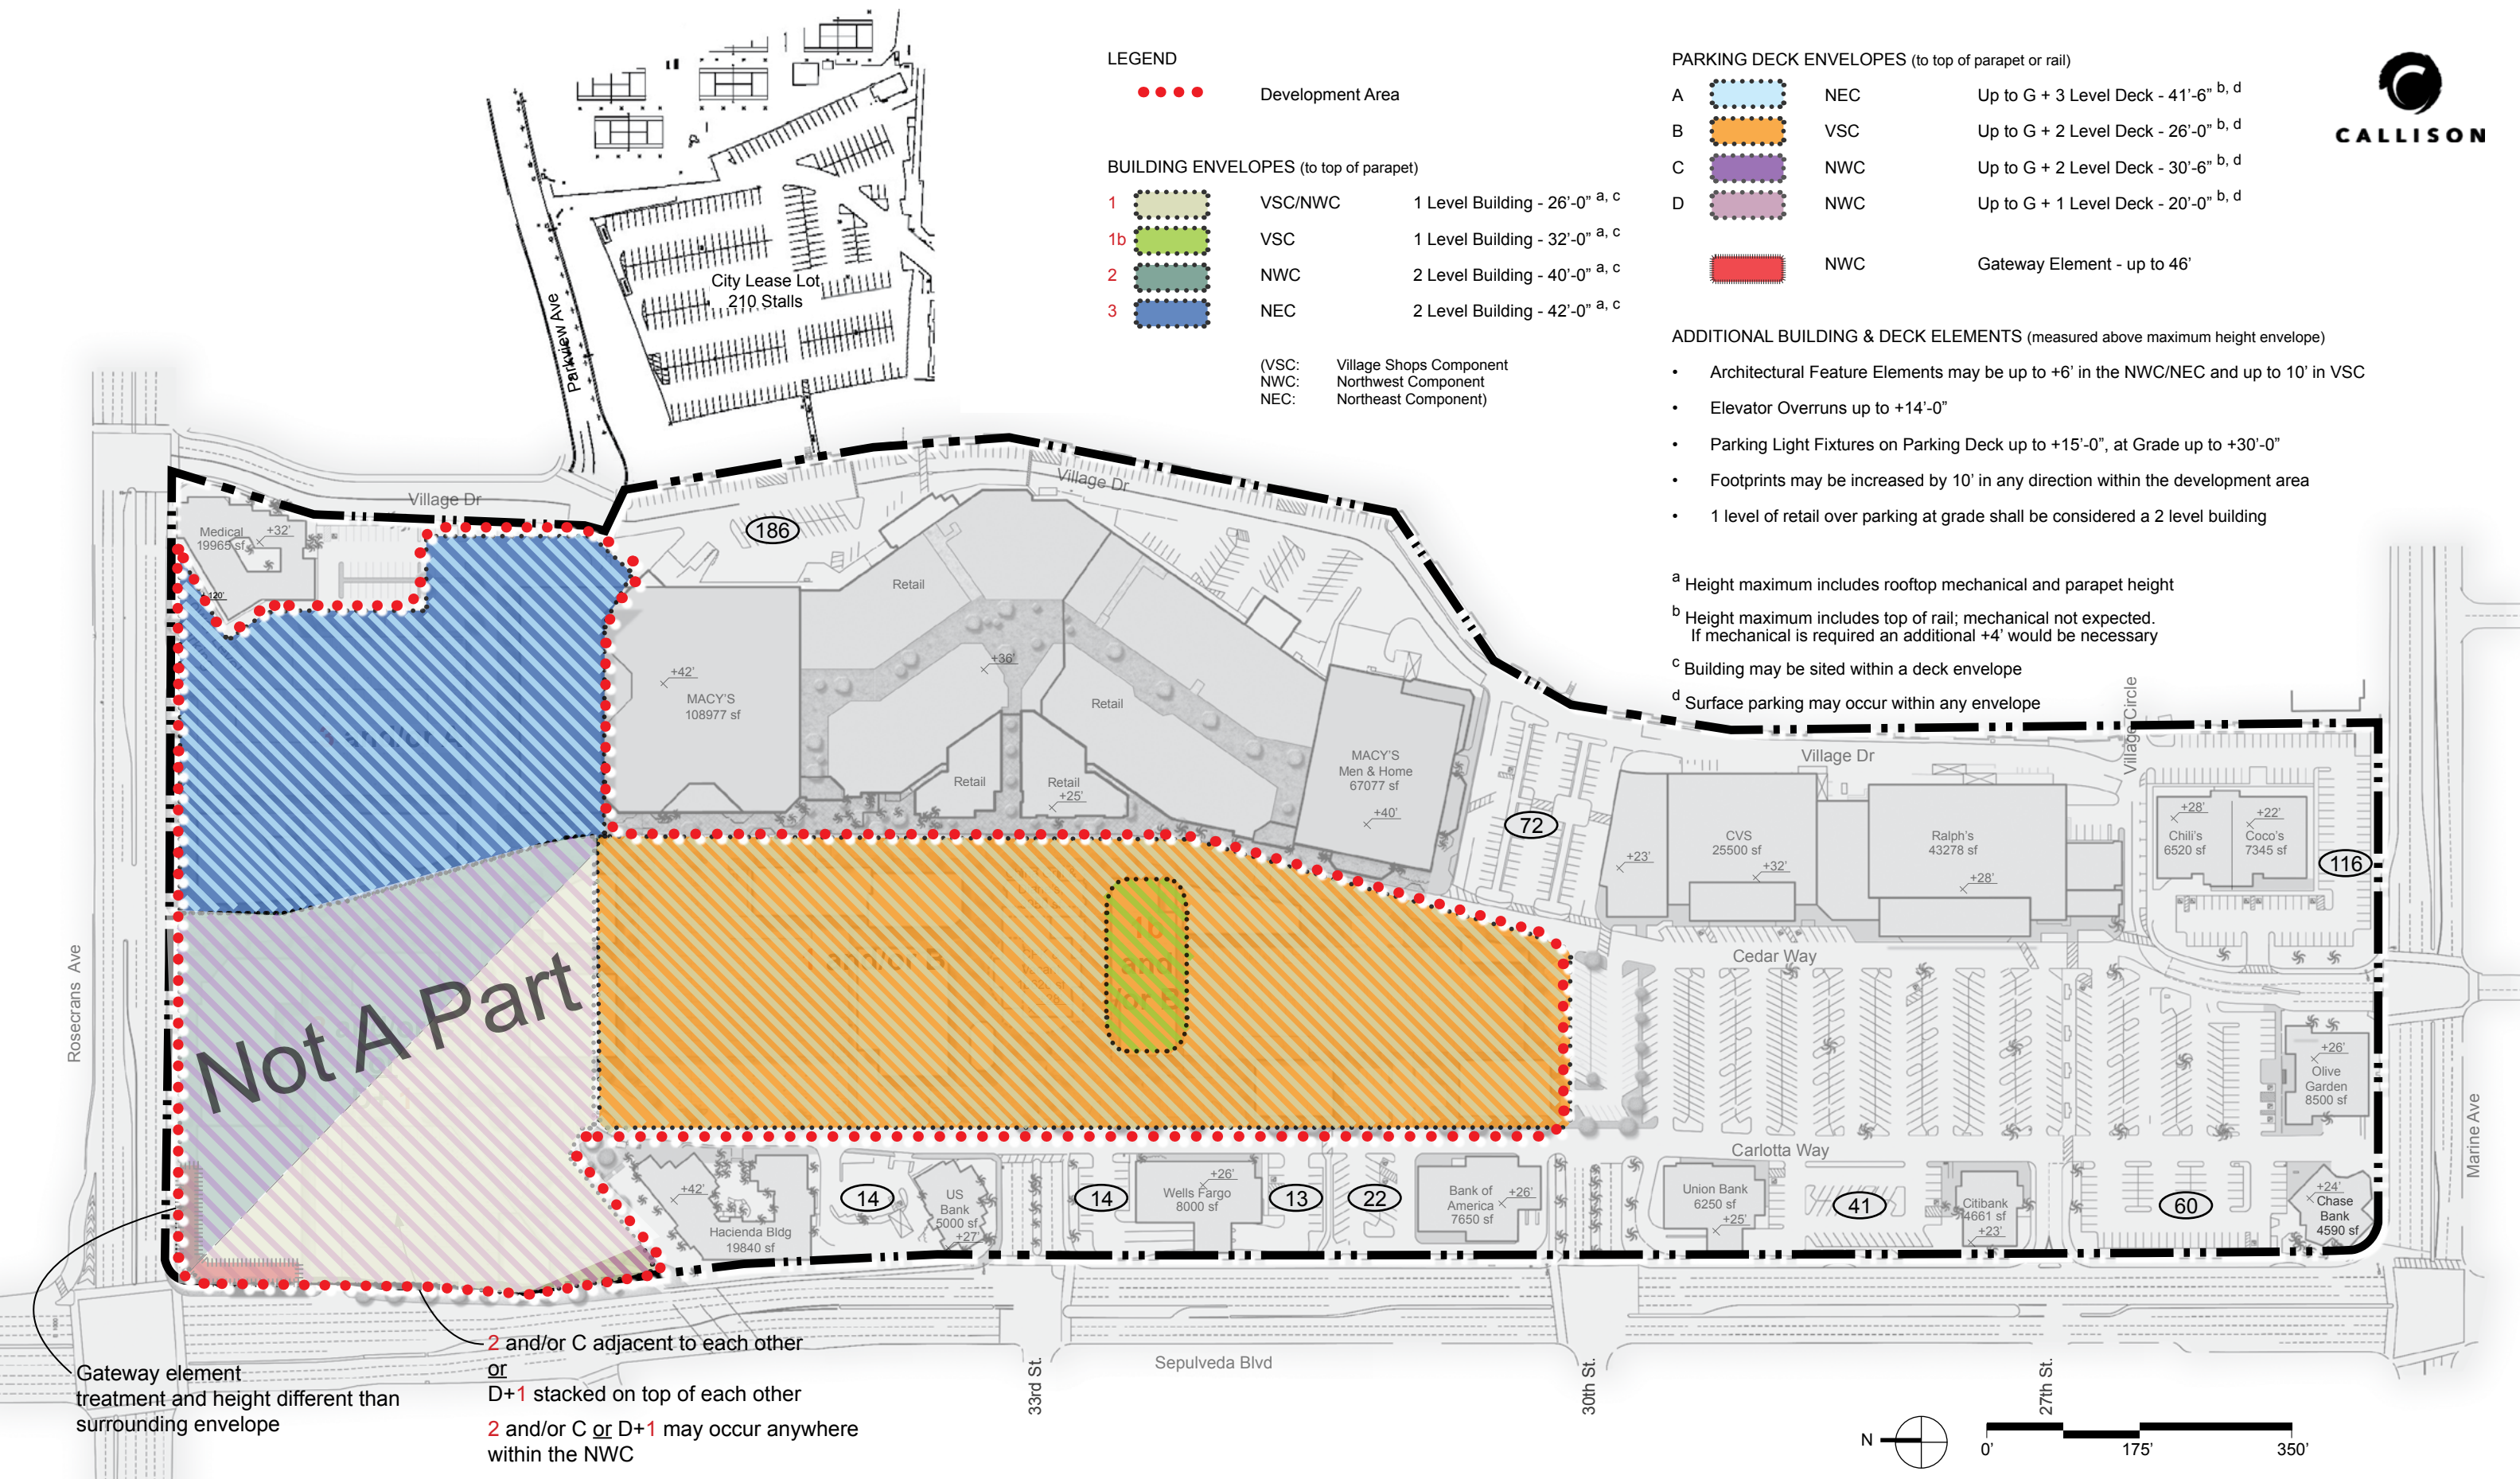 LEGEND
Development Area
BUILDING ENVELOPES (to top of parapet)
1 VSC/NWC 1 Level Building - 26'-0" a, c
1b VSC 1 Level Building - 32'-0" a, c
2 NWC 2 Level Building - 40'-0" a, c
3 NEC 2 Level Building - 42'-0" a, c
(VSC: Village Shops Component
NWC: Northwest Component
NEC: Northeast Component)
PARKING DECK ENVELOPES (to top of parapet or rail)
A NEC Up to G + 3 Level Deck - 41'-6" b, d
B VSC Up to G + 2 Level Deck - 26'-0" b, d
C NWC Up to G + 2 Level Deck - 30'-6" b, d
D NWC Up to G + 1 Level Deck - 20'-0" b, d
NWC Gateway Element - up to 46'
ADDITIONAL BUILDING & DECK ELEMENTS (measured above maximum height envelope)
• Architectural Feature Elements may be up to +6' in the NWC/NEC and up to 10' in VSC
• Elevator Overruns up to +14'-0"
• Parking Light Fixtures on Parking Deck up to +15'-0", at Grade up to +30'-0"
• Footprints may be increased by 10' in any direction within the development area
• 1 level of retail over parking at grade shall be considered a 2 level building
a Height maximum includes rooftop mechanical and parapet height
b Height maximum includes top of rail; mechanical not expected.
If mechanical is required an additional +4' would be necessary
c Building may be sited within a deck envelope
d Surface parking may occur within any envelope
CALLISON
City Lease Lot
210 Stalls
Parkview Ave
Village Dr
Village Dr
Village Dr
Village Circle
Medical
19965 sf
+32'
120'
186
Retail
+42'
MACY'S
108977 sf
+36'
Retail
Retail
Retail
+25'
MACY'S
Men & Home
67077 sf
+40'
72
+23'
CVS
25500 sf
+32'
Ralph's
43278 sf
+28'
+28'
Chili's
6520 sf
+22'
Coco's
7345 sf
116
and/or A
and/or B
1b
and
/or B
Not A Part
Cedar Way
Carlotta Way
+26'
Olive
Garden
8500 sf
Rosecrans Ave
Marine Ave
+42'
Hacienda Bldg
19840 sf
14
US
Bank
5000 sf
+27'
14
+26'
Wells Fargo
8000 sf
13
22
Bank of
America
7650 sf
+26'
Union Bank
6250 sf
+25'
41
Citibank
4661 sf
+23'
60
+24'
Chase
Bank
4590 sf
Sepulveda Blvd
33rd St.
30th St.
27th St.
Gateway element
treatment and height different than
surrounding envelope
2 and/or C adjacent to each other
or
D+1 stacked on top of each other
2 and/or C or D+1 may occur anywhere
within the NWC
N
0' 175' 350'